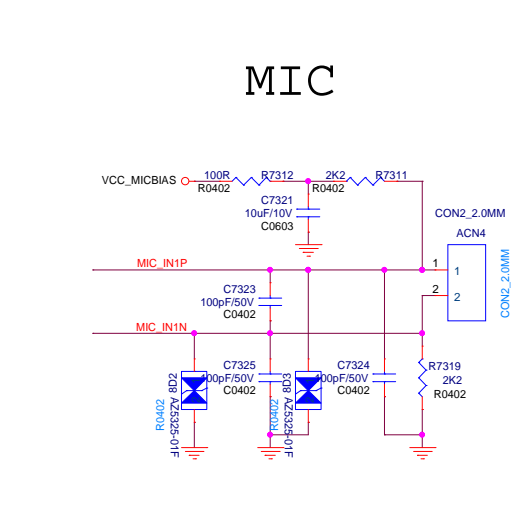 MIC
VCC_MICBIAS
100R
R7312
R0402
2K2
R7311
R0402
C7321
10uF/10V
C0603
CON2_2.0MM
ACN4
MIC_IN1P
1
1
2
2
CON2_2.0MM
C7323
100pF/50V
C0402
MIC_IN1N
8D2
AZ5325-01F
R0402
C7325
100pF/50V
C0402
8D3
AZ5325-01F
R0402
C7324
100pF/50V
C0402
R7319
2K2
R0402